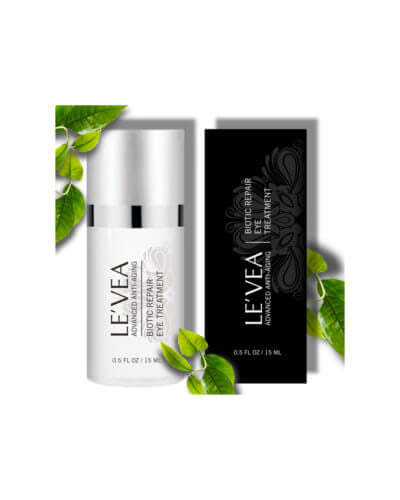 LE'VEA
ADVANCED ANTI-AGING
BIOTIC REPAIR
EYE TREATMENT
0.5 FL OZ / 15 ML
LE'VEA
ADVANCED ANTI-AGING
BIOTIC REPAIR
EYE
TREATMENT
0.5 FL OZ / 15 ML